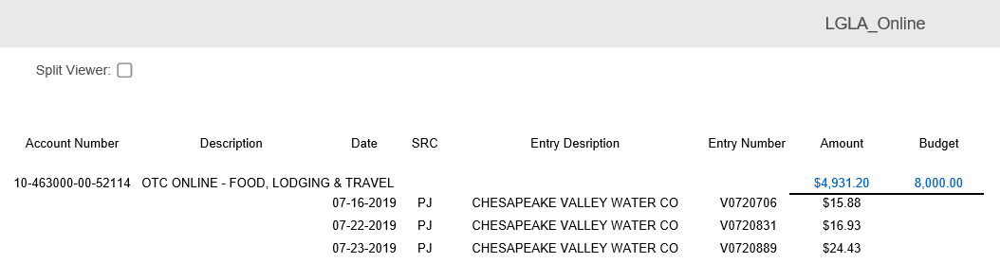 LGLA_Online
Split Viewer:
Account Number Description Date SRC Entry Desription Entry Number Amount Budget
10-463000-00-52114 OTC ONLINE - FOOD, LODGING & TRAVEL $4,931.20 8,000.00
07-16-2019 PJ CHESAPEAKE VALLEY WATER CO V0720706 $15.88
07-22-2019 PJ CHESAPEAKE VALLEY WATER CO V0720831 $16.93
07-23-2019 PJ CHESAPEAKE VALLEY WATER CO V0720889 $24.43